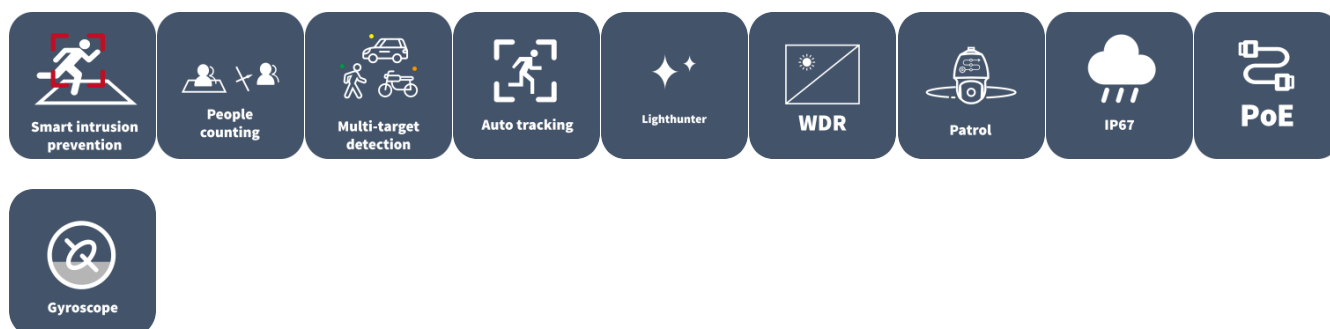 Smart intrusion
prevention
People
counting
Multi-target
detection
Auto tracking
Lighthunter
WDR
Patrol
IP67
PoE
Gyroscope